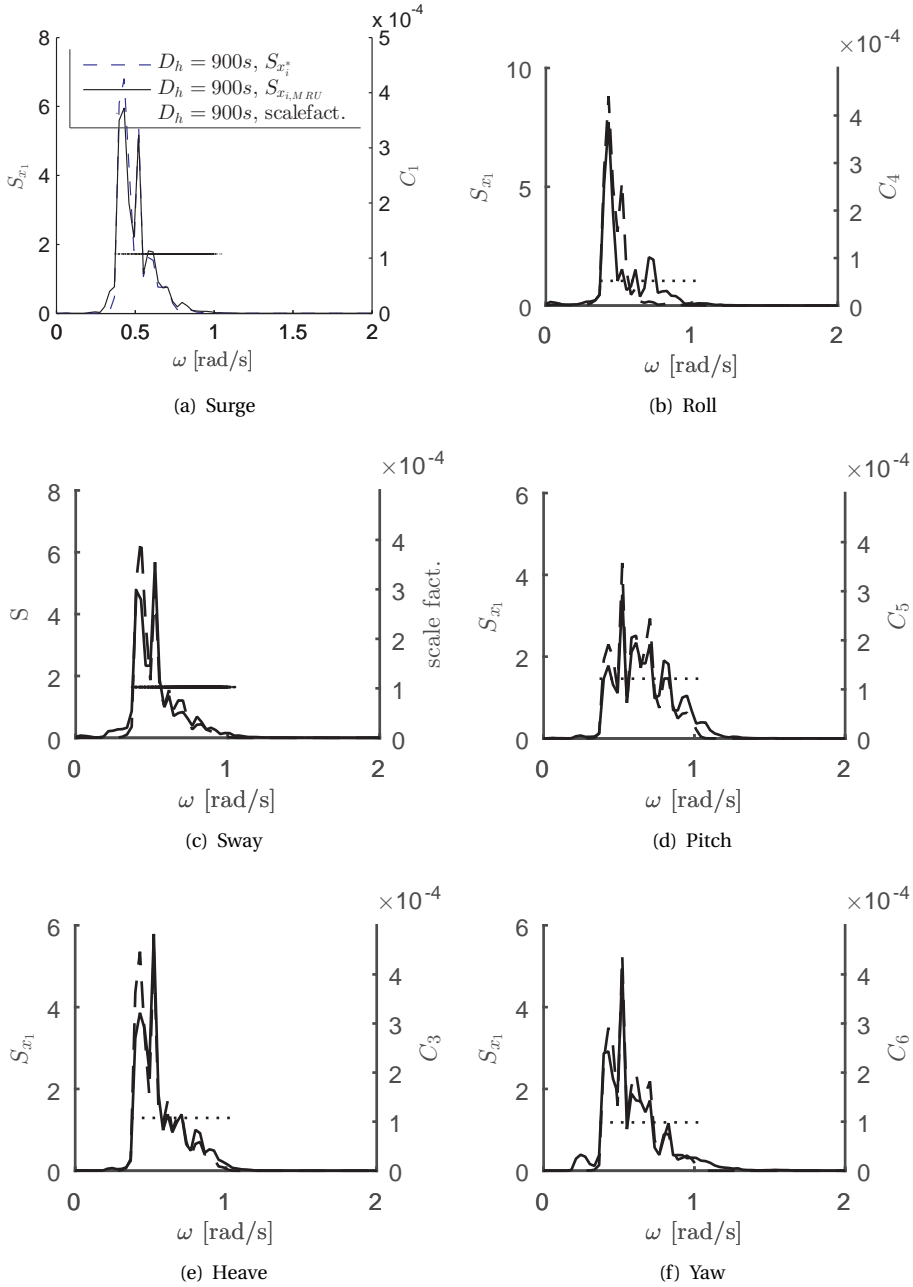 x 10^-4
8
6
4
2
0
5
4
3
2
1
0
D_h = 900s, S_{x_i^*}
D_h = 900s, S_{x_{i,MRU}}
D_h = 900s, scalefact.
S_{x_1}
C_1
0 0.5 1 1.5 2
ω [rad/s]
(a) Surge
×10^-4
10
5
0
4
3
2
1
0
S_{x_1}
C_4
0 1 2
ω [rad/s]
(b) Roll
×10^-4
8
6
4
2
0
4
3
2
1
0
S
scale fact.
0 1 2
ω [rad/s]
(c) Sway
×10^-4
6
4
2
0
4
3
2
1
0
S_{x_1}
C_5
0 1 2
ω [rad/s]
(d) Pitch
×10^-4
6
4
2
0
4
3
2
1
0
S_{x_1}
C_3
0 1 2
ω [rad/s]
(e) Heave
×10^-4
6
4
2
0
4
3
2
1
0
S_{x_1}
C_6
0 1 2
ω [rad/s]
(f) Yaw